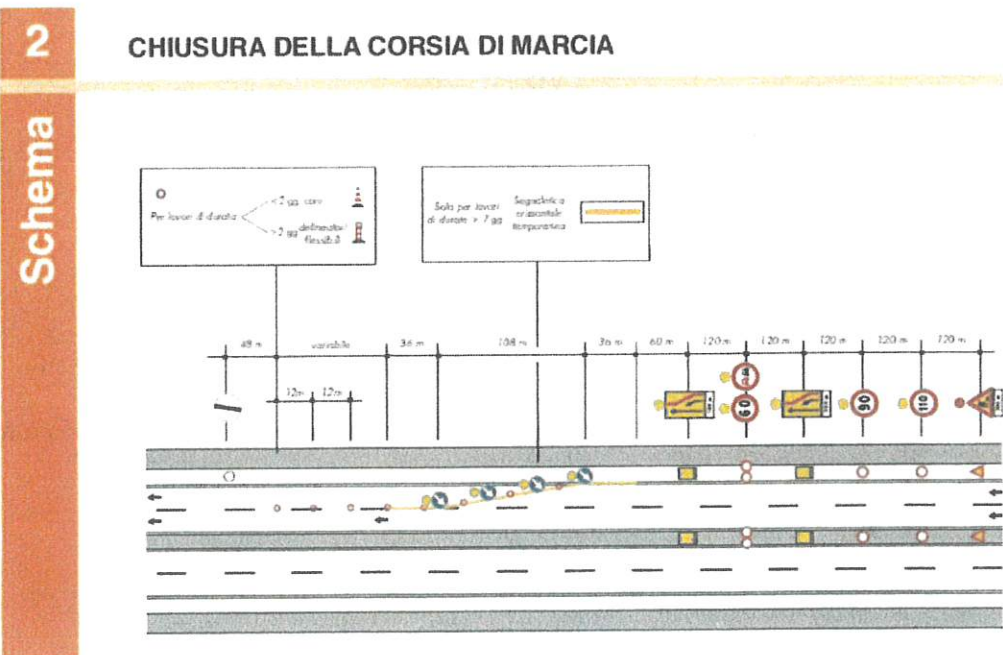 2
CHIUSURA DELLA CORSIA DI MARCIA
Schema
Per lavori di durata
<2 gg coni
>2 gg delineatori
flessibili
Solo per lavori
di durata > 7 gg
Segnaletica
orizzontale
temporanea
48 m
variabile
36 m
108 m
36 m
60 m
120 m
120 m
120 m
120 m
120 m
12m
12m
60
90
110